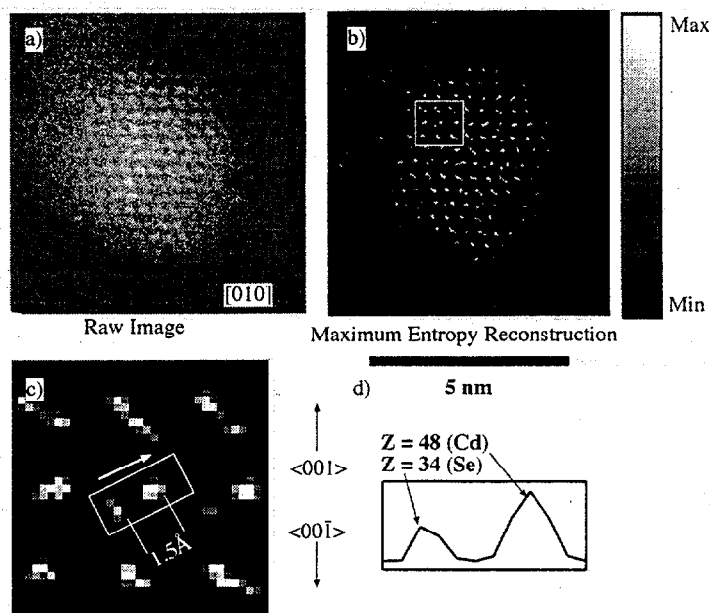 a)
[010]
Raw Image
b)
Max
Min
Maximum Entropy Reconstruction
5 nm
c)
1.5Å
<001>
<001̅>
d)
Z = 48 (Cd)
Z = 34 (Se)